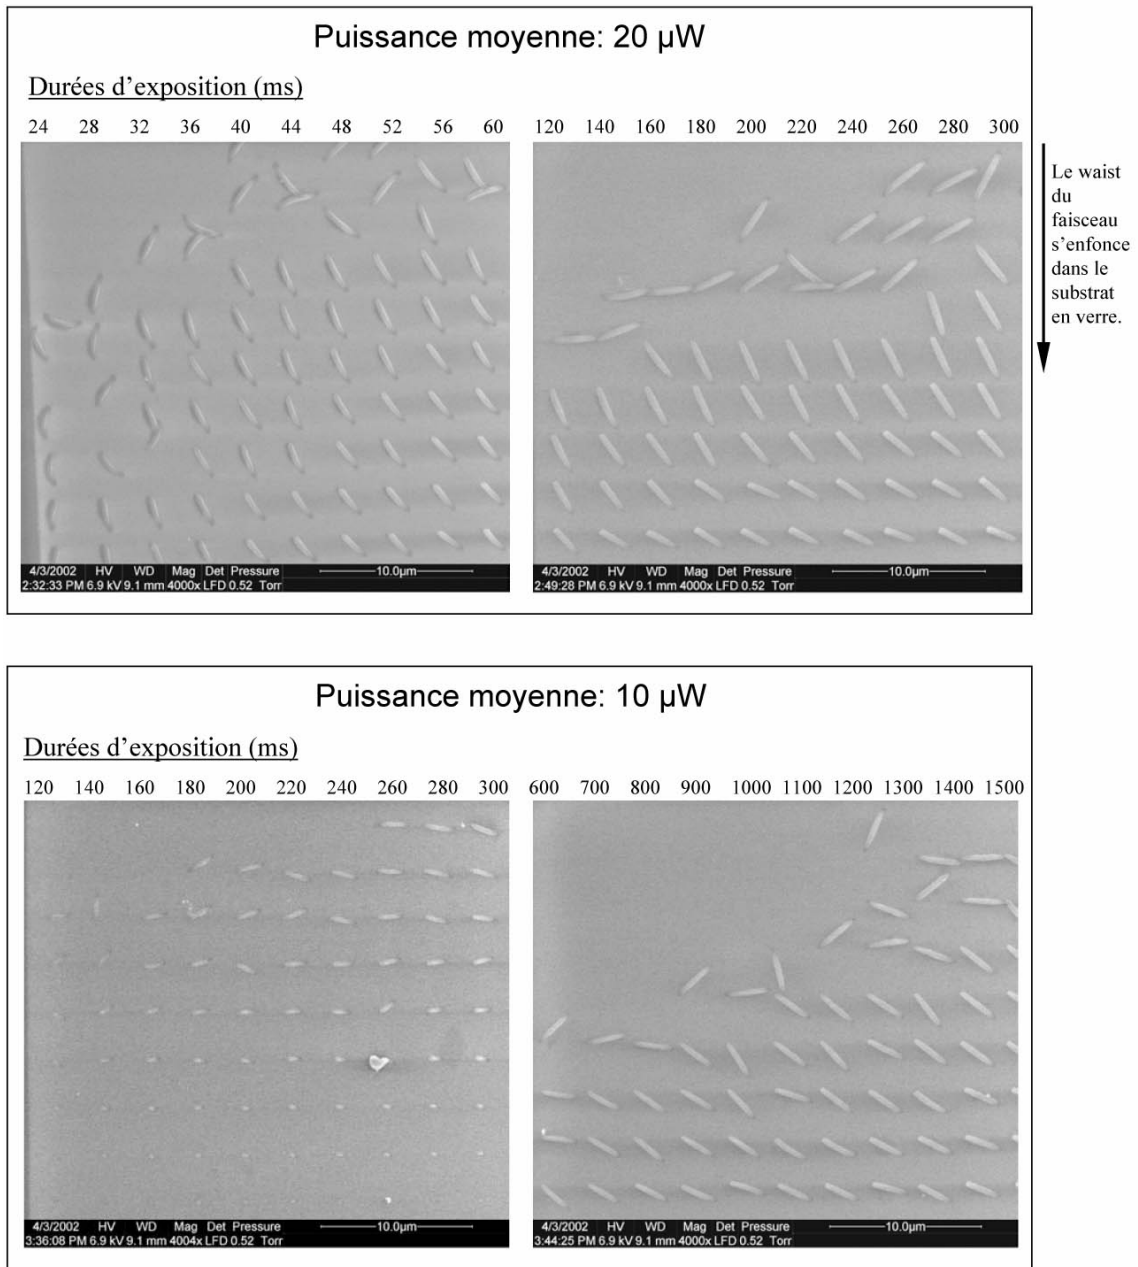 Puissance moyenne: 20 µW
Durées d'exposition (ms)
24 28 32 36 40 44 48 52 56 60
120 140 160 180 200 220 240 260 280 300
Le waist
du
faisceau
s'enfonce
dans le
substrat
en verre.
4/3/2002 HV WD Mag Det Pressure 10.0µm
2:32:33 PM 6.9 kV 9.1 mm 4000x LFD 0.52 Torr
4/3/2002 HV WD Mag Det Pressure 10.0µm
2:49:28 PM 6.9 kV 9.1 mm 4000x LFD 0.52 Torr
Puissance moyenne: 10 µW
Durées d'exposition (ms)
120 140 160 180 200 220 240 260 280 300
600 700 800 900 1000 1100 1200 1300 1400 1500
4/3/2002 HV WD Mag Det Pressure 10.0µm
3:36:08 PM 6.9 kV 9.1 mm 4004x LFD 0.52 Torr
4/3/2002 HV WD Mag Det Pressure 10.0µm
3:44:25 PM 6.9 kV 9.1 mm 4000x LFD 0.52 Torr